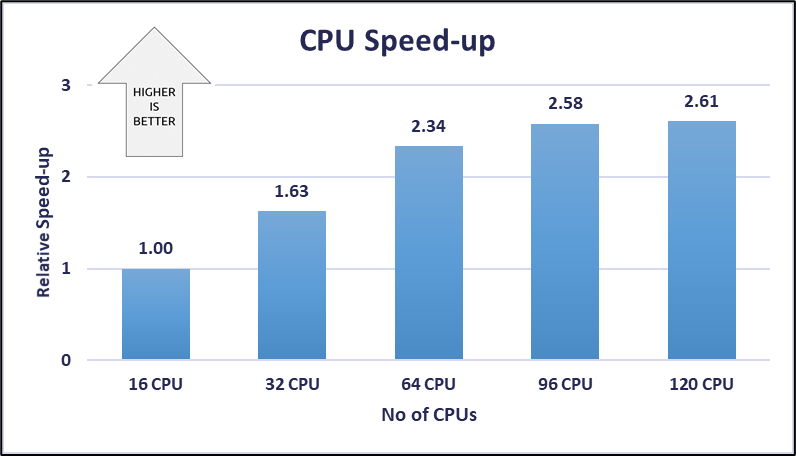 CPU Speed-up
HIGHER
IS
BETTER
Relative Speed-up
3
2
1
0
1.00
1.63
2.34
2.58
2.61
16 CPU
32 CPU
64 CPU
96 CPU
120 CPU
No of CPUs